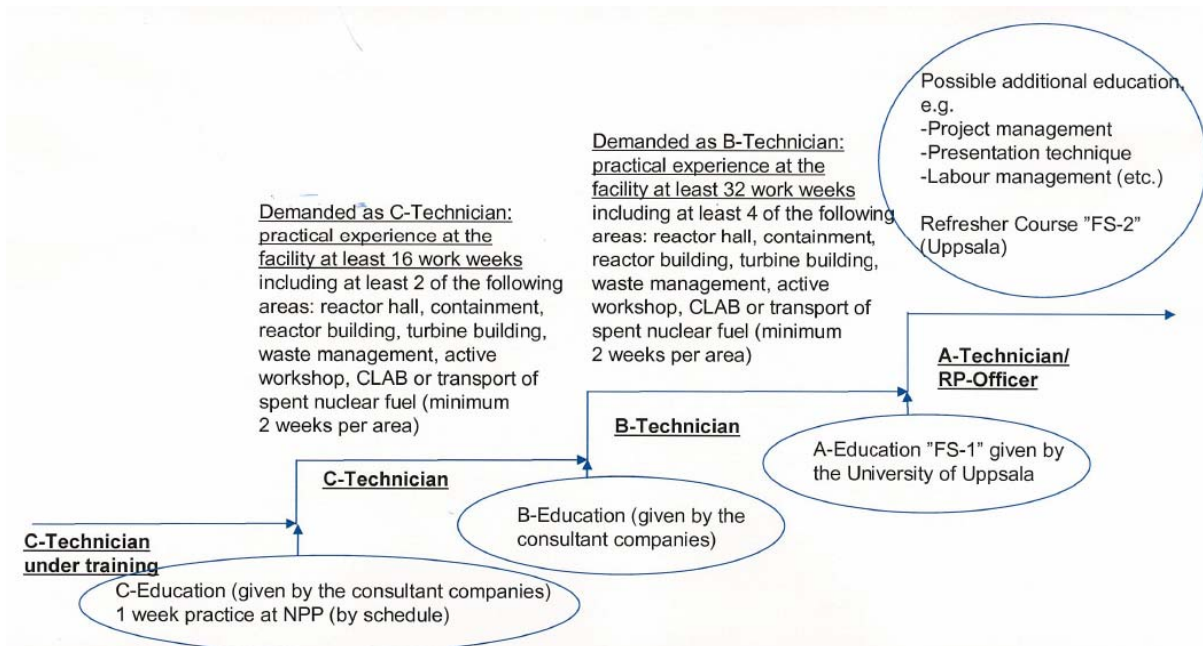 Possible additional education,
e.g.
-Project management
-Presentation technique
-Labour management (etc.)
Refresher Course "FS-2"
(Uppsala)
Demanded as B-Technician:
practical experience at the
facility at least 32 work weeks
including at least 4 of the following
areas: reactor hall, containment,
reactor building, turbine building,
waste management, active
workshop, CLAB or transport of
spent nuclear fuel (minimum
2 weeks per area)
Demanded as C-Technician:
practical experience at the
facility at least 16 work weeks
including at least 2 of the following
areas: reactor hall, containment,
reactor building, turbine building,
waste management, active
workshop, CLAB or transport of
spent nuclear fuel (minimum
2 weeks per area)
A-Technician/
RP-Officer
B-Technician
A-Education "FS-1" given by
the University of Uppsala
C-Technician
B-Education (given by the
consultant companies)
C-Technician
under training
C-Education (given by the consultant companies)
1 week practice at NPP (by schedule)